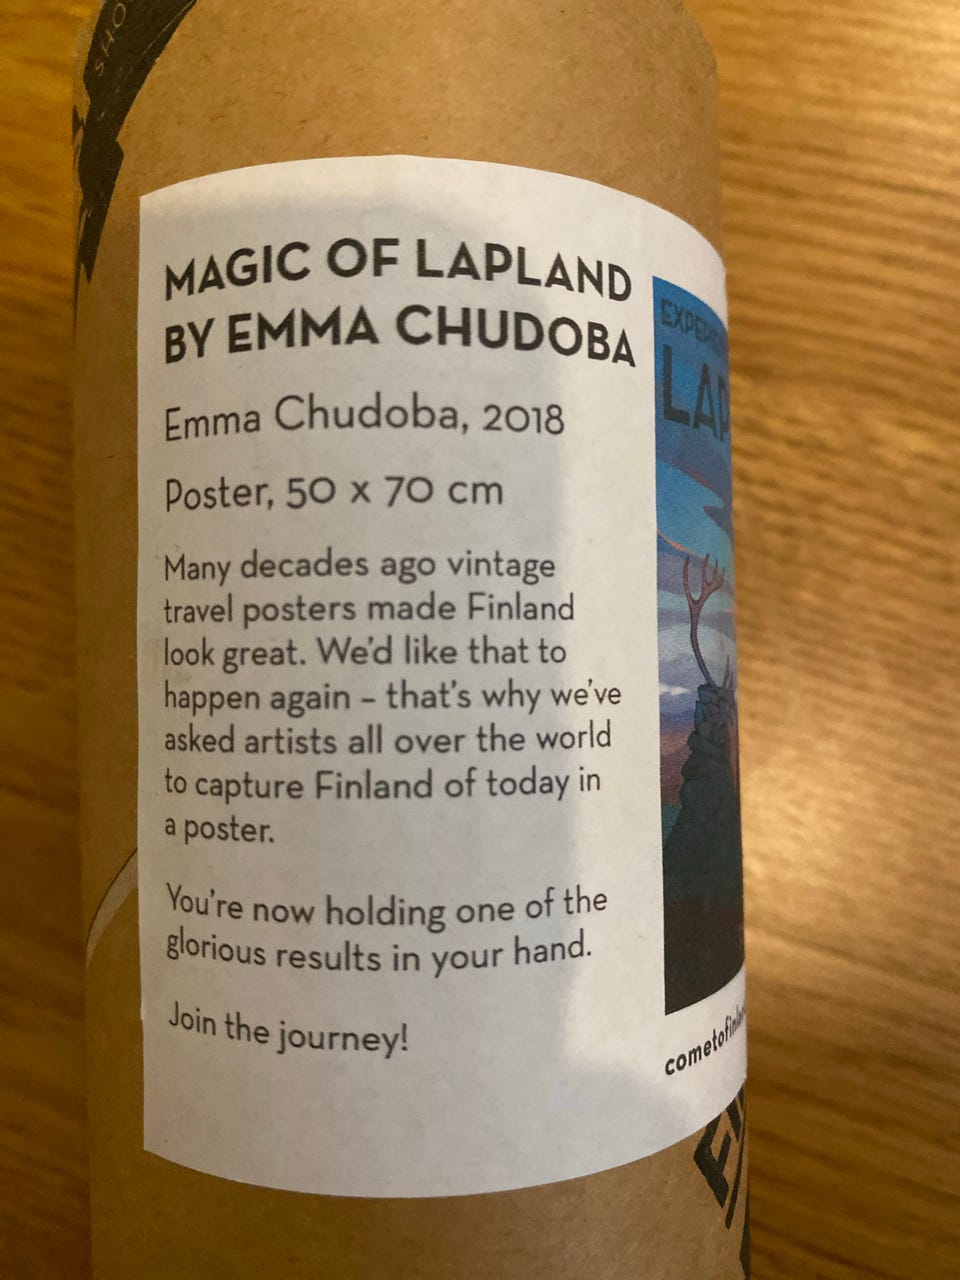 MAGIC OF LAPLAND
BY EMMA CHUDOBA
Emma Chudoba, 2018
Poster, 50 x 70 cm
Many decades ago vintage
travel posters made Finland
look great. We'd like that to
happen again – that's why we've
asked artists all over the world
to capture Finland of today in
a poster.
You're now holding one of the
glorious results in your hand.
Join the journey!